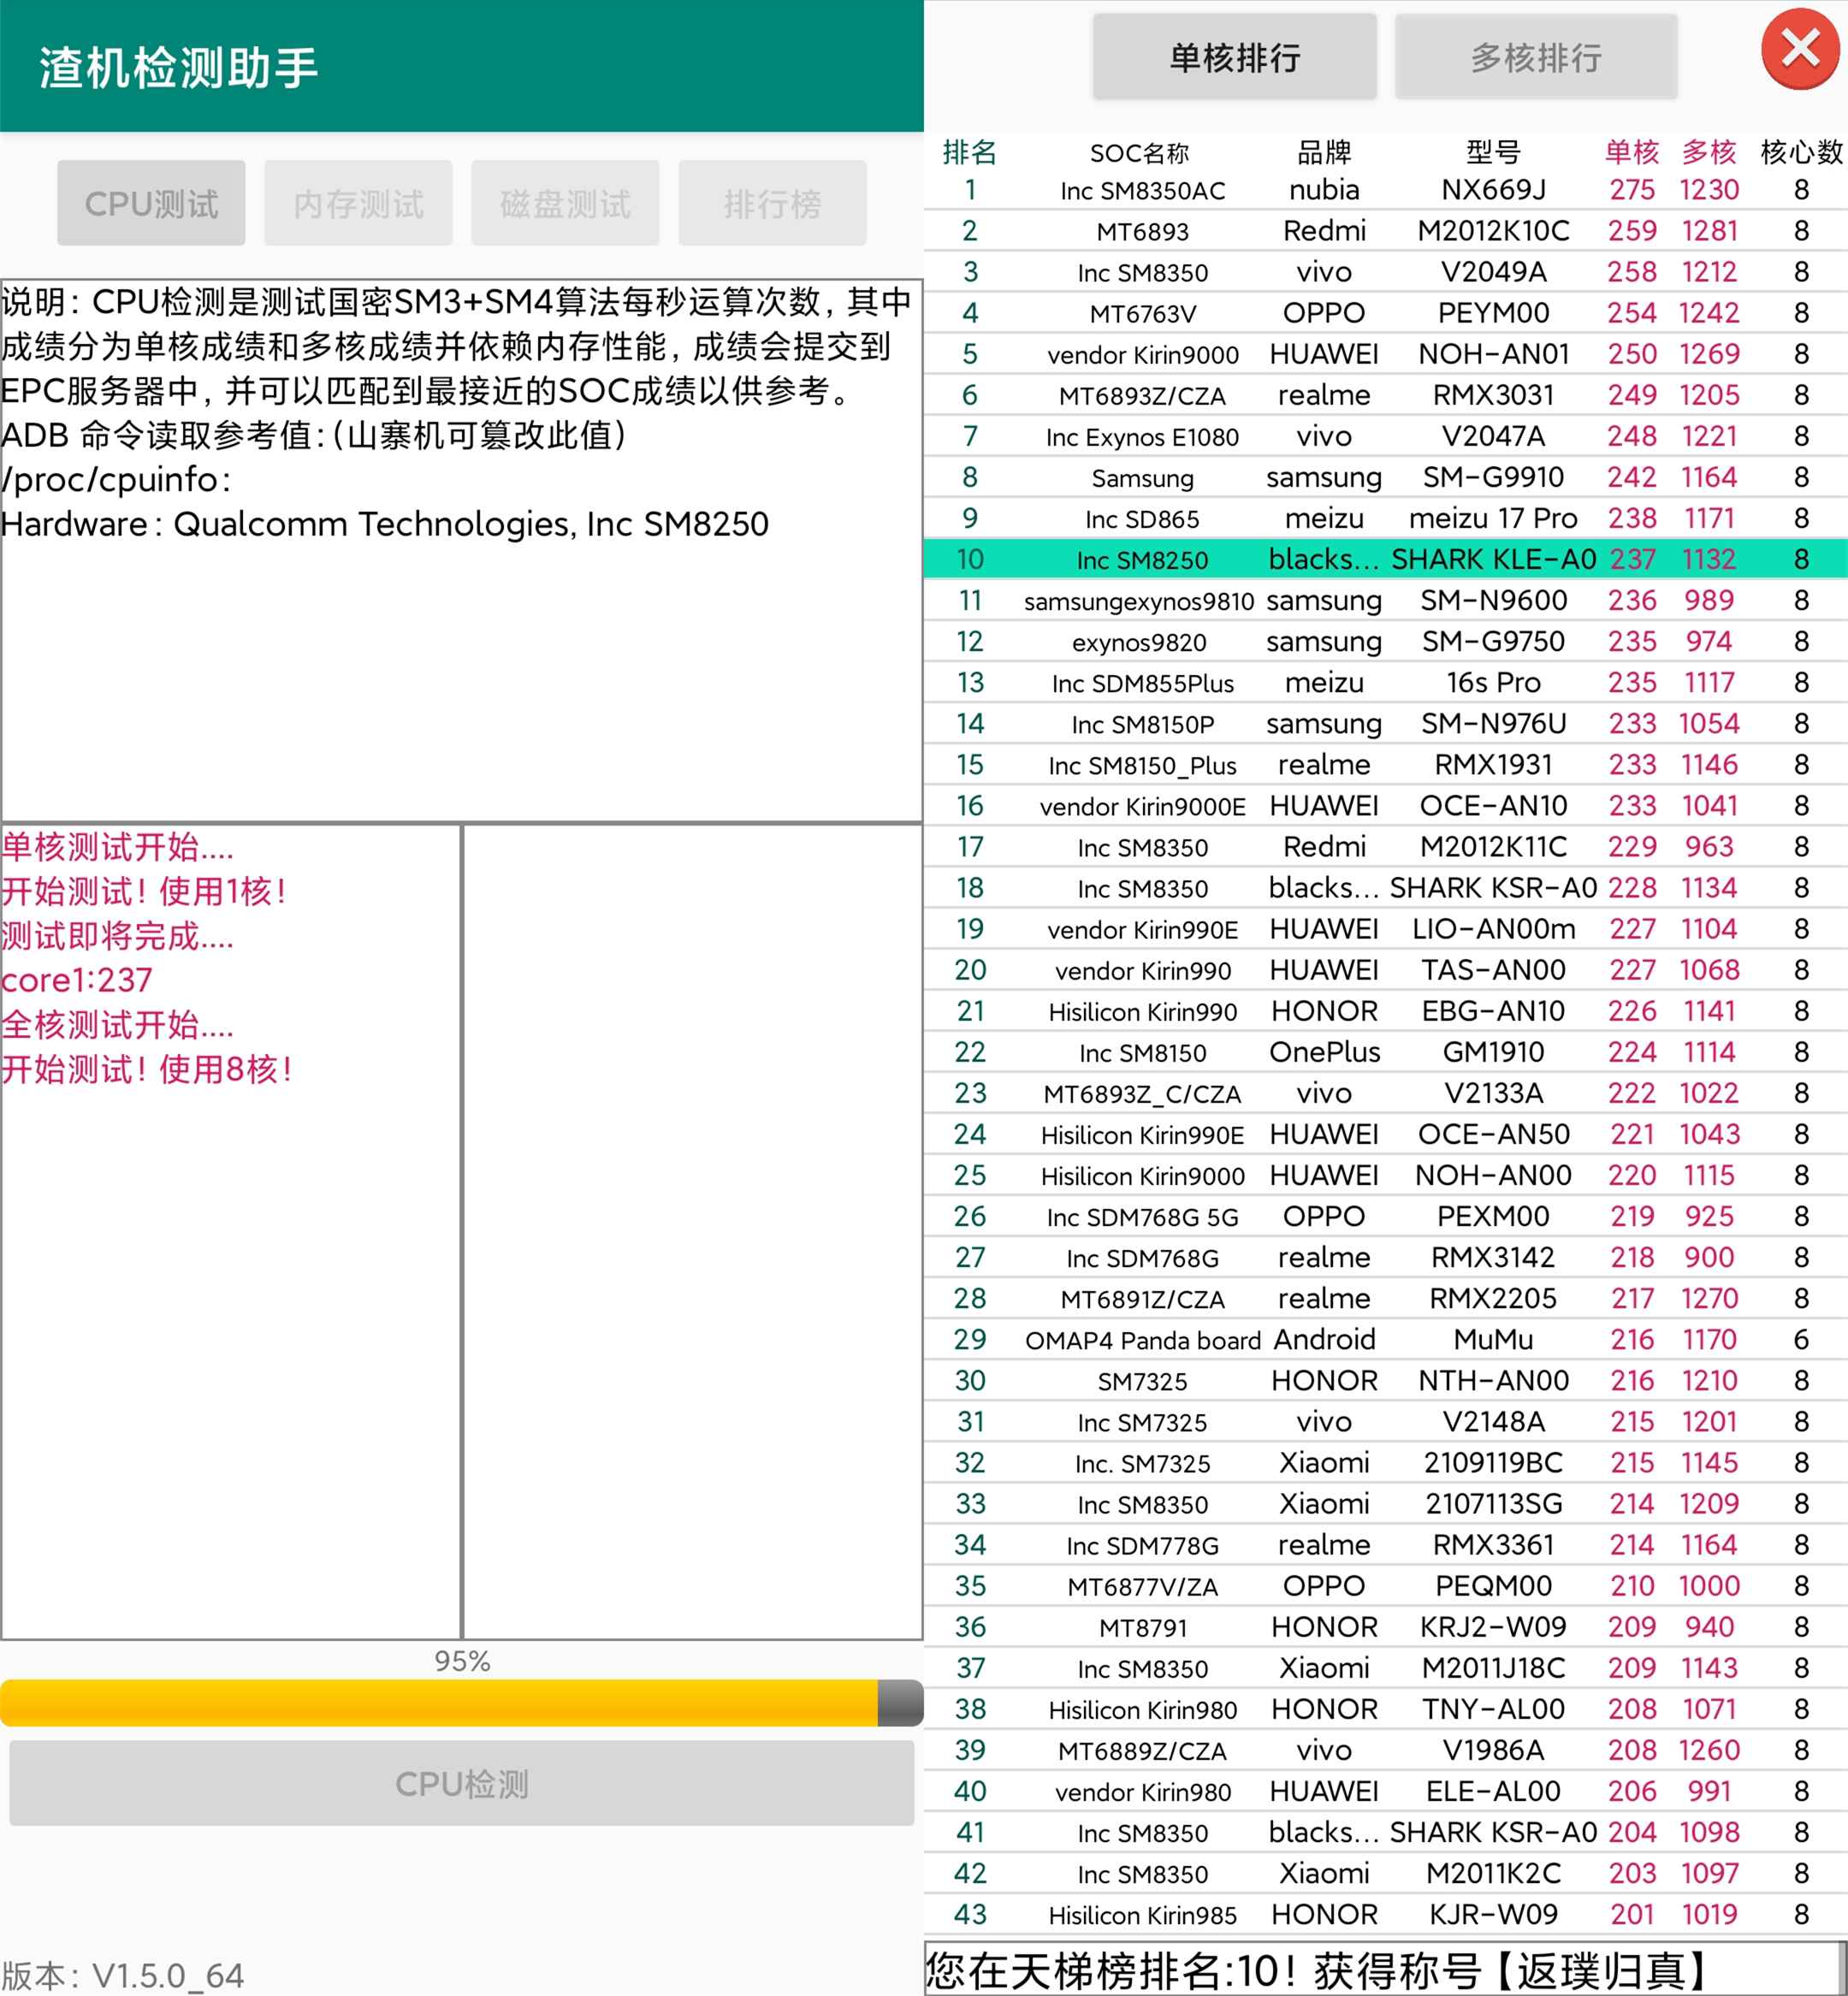 渣机检测助手
CPU测试 内存测试 磁盘测试 排行榜
说明: CPU检测是测试国密SM3+SM4算法每秒运算次数, 其中
成绩分为单核成绩和多核成绩并依赖内存性能, 成绩会提交到
EPC服务器中, 并可以匹配到最接近的SOC成绩以供参考。
ADB 命令读取参考值:(山寨机可篡改此值)
/proc/cpuinfo:
Hardware : Qualcomm Technologies, Inc SM8250
单核测试开始....
开始测试! 使用1核!
测试即将完成....
core1:237
全核测试开始....
开始测试! 使用8核!
95%
CPU检测
版本: V1.5.0_64
单核排行 多核排行
排名 SOC名称 品牌 型号 单核 多核 核心数
1 Inc SM8350AC nubia NX669J 275 1230 8
2 MT6893 Redmi M2012K10C 259 1281 8
3 Inc SM8350 vivo V2049A 258 1212 8
4 MT6763V OPPO PEYM00 254 1242 8
5 vendor Kirin9000 HUAWEI NOH-AN01 250 1269 8
6 MT6893Z/CZA realme RMX3031 249 1205 8
7 Inc Exynos E1080 vivo V2047A 248 1221 8
8 Samsung samsung SM-G9910 242 1164 8
9 Inc SD865 meizu meizu 17 Pro 238 1171 8
10 Inc SM8250 blacks... SHARK KLE-A0 237 1132 8
11 samsungexynos9810 samsung SM-N9600 236 989 8
12 exynos9820 samsung SM-G9750 235 974 8
13 Inc SDM855Plus meizu 16s Pro 235 1117 8
14 Inc SM8150P samsung SM-N976U 233 1054 8
15 Inc SM8150_Plus realme RMX1931 233 1146 8
16 vendor Kirin9000E HUAWEI OCE-AN10 233 1041 8
17 Inc SM8350 Redmi M2012K11C 229 963 8
18 Inc SM8350 blacks... SHARK KSR-A0 228 1134 8
19 vendor Kirin990E HUAWEI LIO-AN00m 227 1104 8
20 vendor Kirin990 HUAWEI TAS-AN00 227 1068 8
21 Hisilicon Kirin990 HONOR EBG-AN10 226 1141 8
22 Inc SM8150 OnePlus GM1910 224 1114 8
23 MT6893Z_C/CZA vivo V2133A 222 1022 8
24 Hisilicon Kirin990E HUAWEI OCE-AN50 221 1043 8
25 Hisilicon Kirin9000 HUAWEI NOH-AN00 220 1115 8
26 Inc SDM768G 5G OPPO PEXM00 219 925 8
27 Inc SDM768G realme RMX3142 218 900 8
28 MT6891Z/CZA realme RMX2205 217 1270 8
29 OMAP4 Panda board Android MuMu 216 1170 6
30 SM7325 HONOR NTH-AN00 216 1210 8
31 Inc SM7325 vivo V2148A 215 1201 8
32 Inc. SM7325 Xiaomi 2109119BC 215 1145 8
33 Inc SM8350 Xiaomi 2107113SG 214 1209 8
34 Inc SDM778G realme RMX3361 214 1164 8
35 MT6877V/ZA OPPO PEQM00 210 1000 8
36 MT8791 HONOR KRJ2-W09 209 940 8
37 Inc SM8350 Xiaomi M2011J18C 209 1143 8
38 Hisilicon Kirin980 HONOR TNY-AL00 208 1071 8
39 MT6889Z/CZA vivo V1986A 208 1260 8
40 vendor Kirin980 HUAWEI ELE-AL00 206 991 8
41 Inc SM8350 blacks... SHARK KSR-A0 204 1098 8
42 Inc SM8350 Xiaomi M2011K2C 203 1097 8
43 Hisilicon Kirin985 HONOR KJR-W09 201 1019 8
您在天梯榜排名:10! 获得称号【返璞归真】